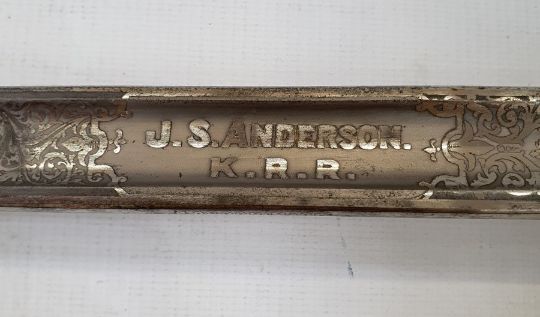 J. S. ANDERSON.
K. R. R.